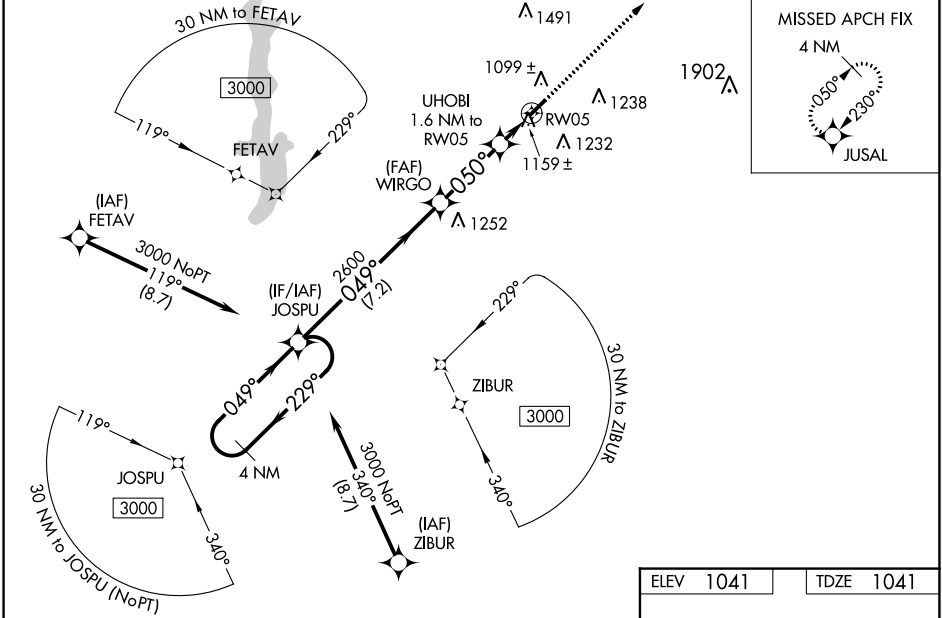 30 NM to FETAV
3000
119°
229°
FETAV
1491
1099 ±
1238
1902
UHOBI
1.6 NM to
RW05
RW05
1232
1159 ±
MISSED APCH FIX
4 NM
050°
230°
JUSAL
(FAF)
WIRGO
050°
1252
(IAF)
FETAV
3000 NoPT
119°
(8.7)
(IF/IAF)
JOSPU
2600
049°
(7.2)
049°
229°
4 NM
229°
ZIBUR
3000
340°
30 NM to ZIBUR
119°
JOSPU
3000
340°
30 NM to JOSPU (NoPT)
3000 NoPT
340°
(8.7)
(IAF)
ZIBUR
ELEV 1041
TDZE 1041